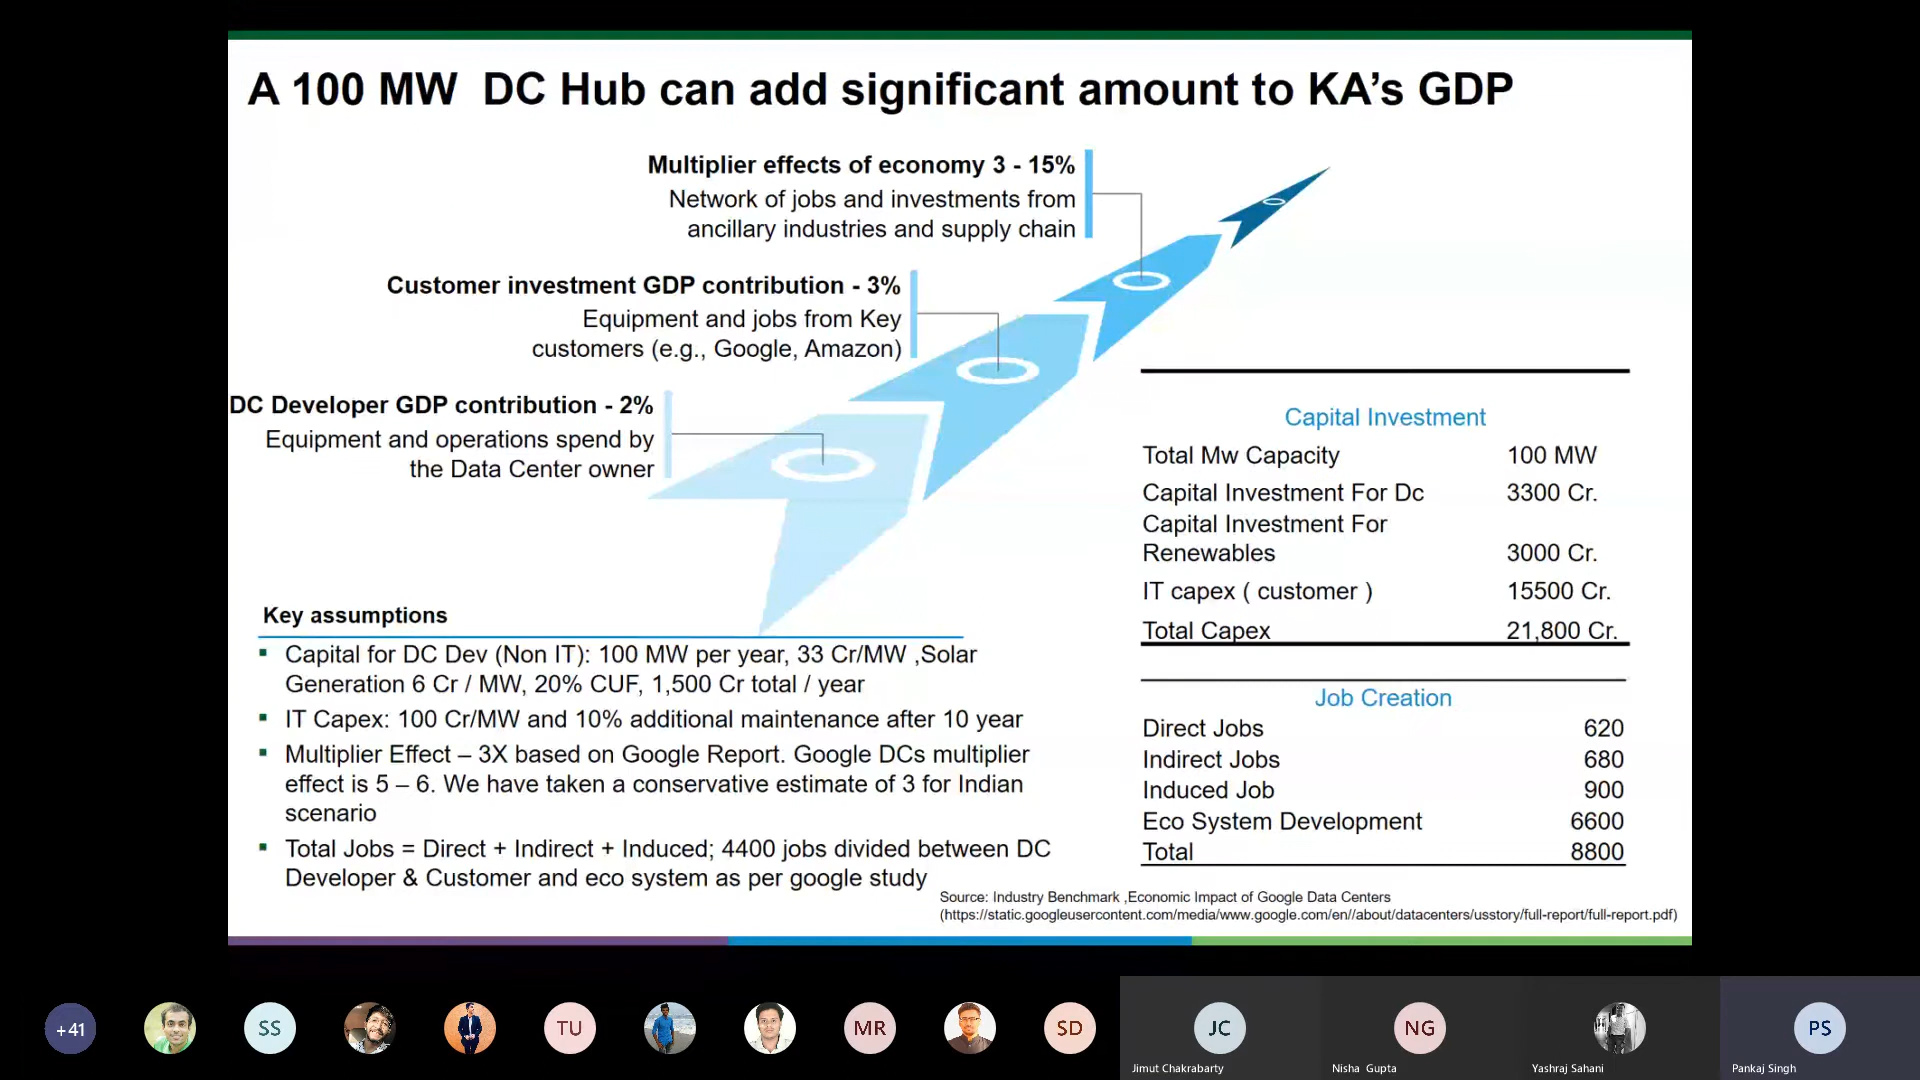 A 100 MW  DC Hub can add significant amount to KA’s GDP
Multiplier effects of economy 3 - 15%
Network of jobs and investments from
ancillary industries and supply chain
Customer investment GDP contribution - 3%
Equipment and jobs from Key
customers (e.g., Google, Amazon)
DC Developer GDP contribution - 2%
Equipment and operations spend by
the Data Center owner
Capital Investment
Total Mw Capacity 100 MW
Capital Investment For Dc 3300 Cr.
Capital Investment For
Renewables 3000 Cr.
IT capex ( customer ) 15500 Cr.
Total Capex 21,800 Cr.
Key assumptions
▪ Capital for DC Dev (Non IT): 100 MW per year, 33 Cr/MW ,Solar
Generation 6 Cr / MW, 20% CUF, 1,500 Cr total / year
▪ IT Capex: 100 Cr/MW and 10% additional maintenance after 10 year
▪ Multiplier Effect – 3X based on Google Report. Google DCs multiplier
effect is 5 – 6. We have taken a conservative estimate of 3 for Indian
scenario
▪ Total Jobs = Direct + Indirect + Induced; 4400 jobs divided between DC
Developer & Customer and eco system as per google study
Job Creation
Direct Jobs 620
Indirect Jobs 680
Induced Job 900
Eco System Development 6600
Total 8800
Source: Industry Benchmark ,Economic Impact of Google Data Centers
(https://static.googleusercontent.com/media/www.google.com/en//about/datacenters/usstory/full-report/full-report.pdf)
+41
SS
TU
MR
SD
JC
NG
PS
Jimut Chakrabarty
Nisha Gupta
Yashraj Sahani
Pankaj Singh